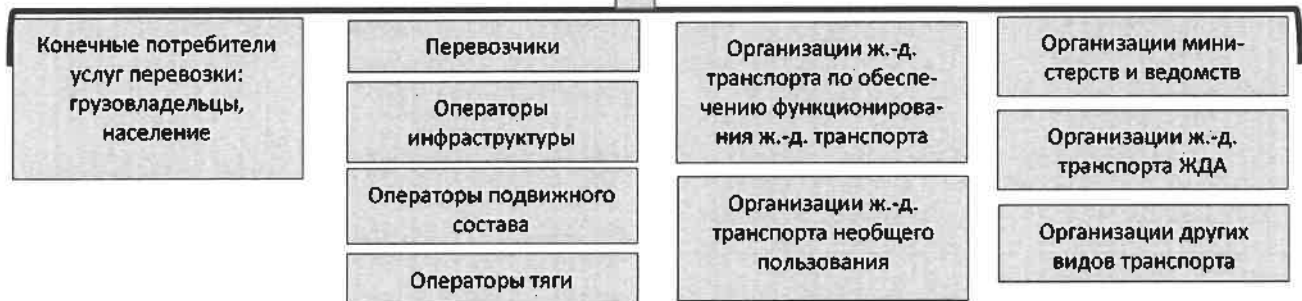 Конечные потребители
услуг перевозки:
грузовладельцы,
население
Перевозчики
Операторы
инфраструктуры
Операторы подвижного
состава
Операторы тяги
Организации ж.-д.
транспорта по обеспе-
чению функционирова-
ния ж.-д. транспорта
Организации ж.-д.
транспорта необщего
пользования
Организации мини-
стерств и ведомств
Организации ж.-д.
транспорта ЖДА
Организации других
видов транспорта